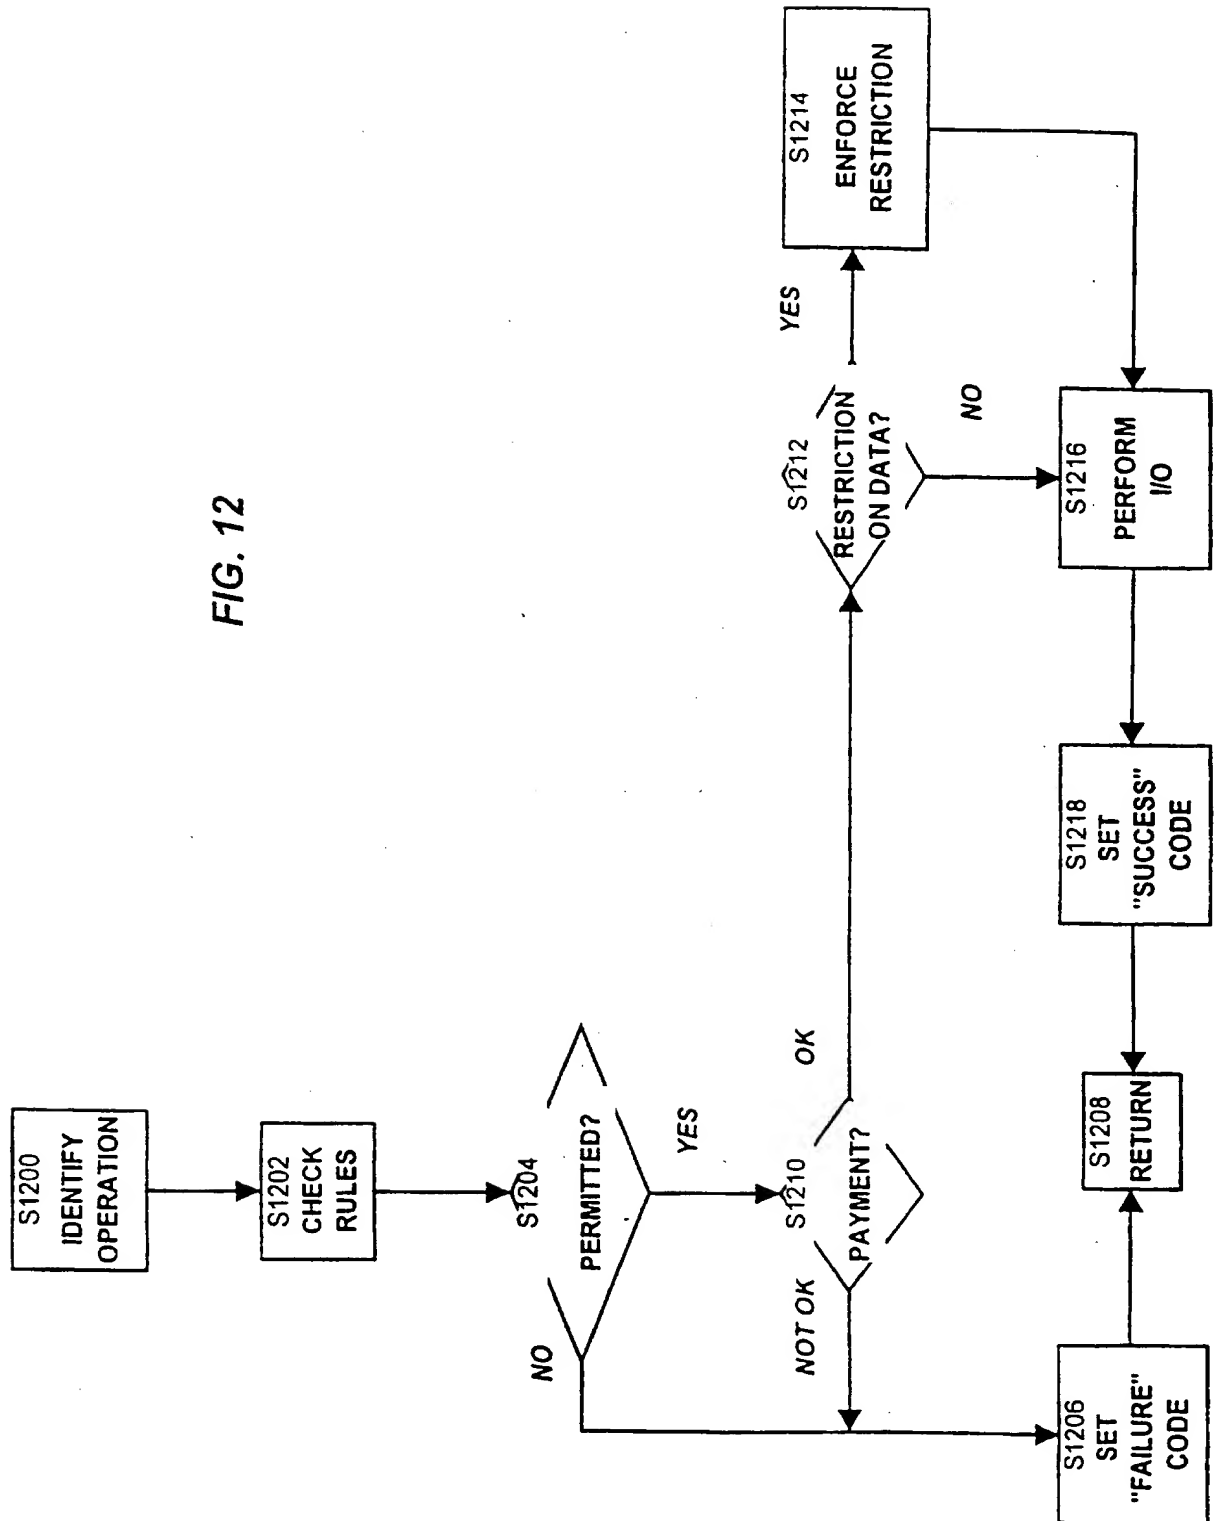 FIG. 12
S1200
IDENTIFY
OPERATION
S1202
CHECK
RULES
S1204
PERMITTED?
NO
YES
S1210
PAYMENT?
NOT OK
OK
S1212
RESTRICTION
ON DATA?
YES
NO
S1214
ENFORCE
RESTRICTION
S1206
SET
"FAILURE"
CODE
S1208
RETURN
S1218
SET
"SUCCESS"
CODE
S1216
PERFORM
I/O